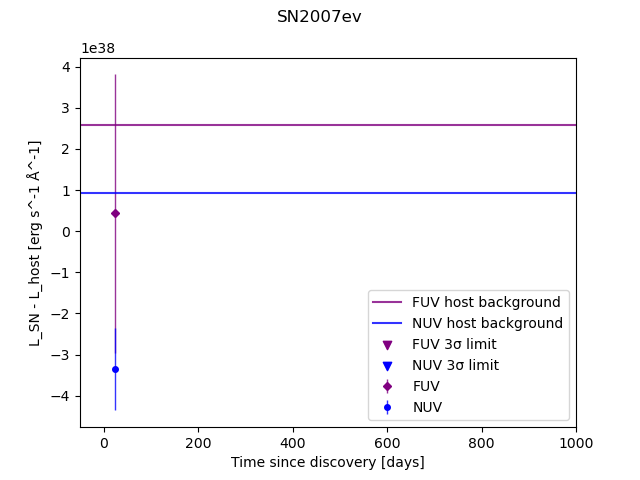 SN2007ev
1e38
4
3
2
1
0
−1
−2
−3
−4
L_SN - L_host [erg s^-1 Å^-1]
FUV host background
NUV host background
FUV 3σ limit
NUV 3σ limit
FUV
NUV
0 200 400 600 800 1000
Time since discovery [days]